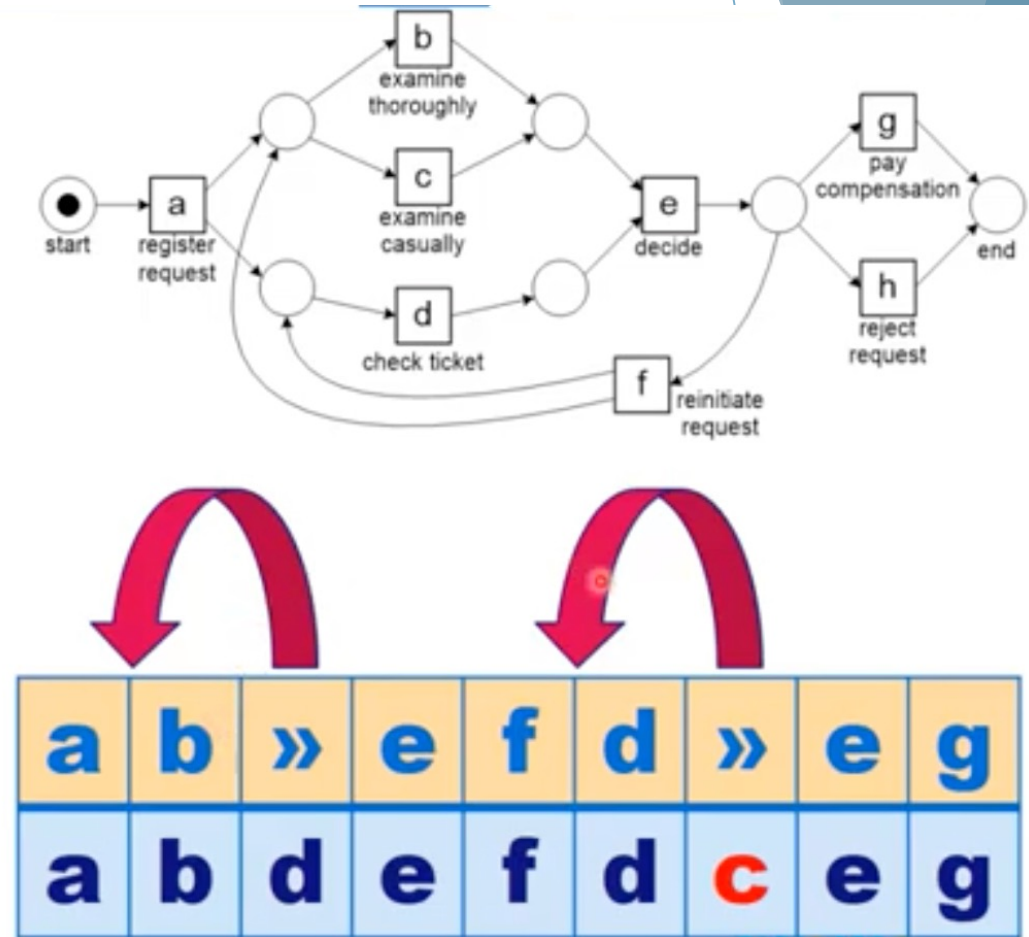 b
examine
thoroughly
c
examine
casually
start
a
register
request
d
check ticket
e
decide
f
reinitiate
request
g
pay
compensation
h
reject
request
end
a b » e f d » e g
a b d e f d c e g